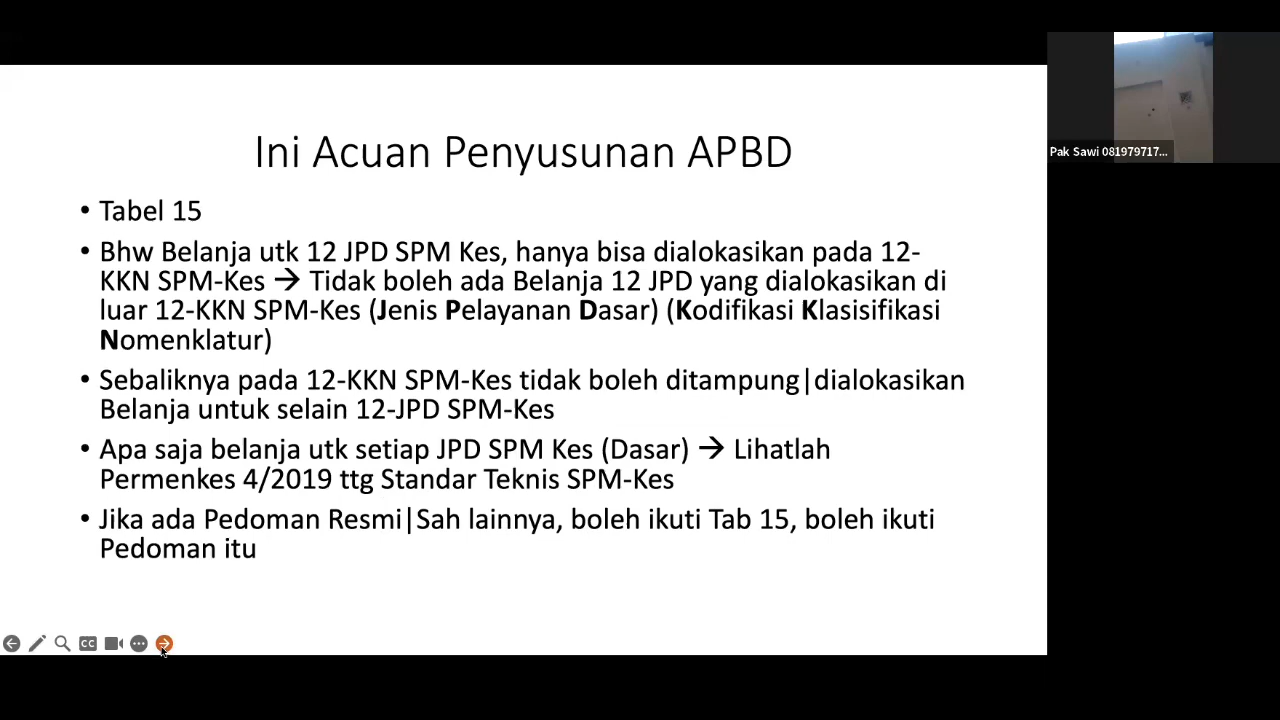 Ini Acuan Penyusunan APBD
• Tabel 15
• Bhw Belanja utk 12 JPD SPM Kes, hanya bisa dialokasikan pada 12-
KKN SPM-Kes → Tidak boleh ada Belanja 12 JPD yang dialokasikan di
luar 12-KKN SPM-Kes (Jenis Pelayanan Dasar) (Kodifikasi Klasisifikasi
Nomenklatur)
• Sebaliknya pada 12-KKN SPM-Kes tidak boleh ditampung|dialokasikan
Belanja untuk selain 12-JPD SPM-Kes
• Apa saja belanja utk setiap JPD SPM Kes (Dasar) → Lihatlah
Permenkes 4/2019 ttg Standar Teknis SPM-Kes
• Jika ada Pedoman Resmi|Sah lainnya, boleh ikuti Tab 15, boleh ikuti
Pedoman itu
CC
Pak Sawi 081979717...